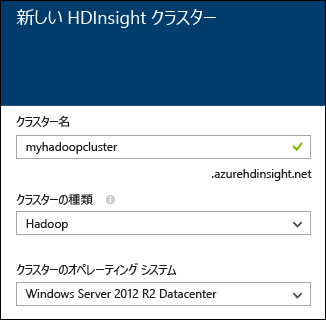 新しい HDInsight クラスター
クラスター名
myhadoopcluster
.azurehdinsight.net
クラスターの種類
Hadoop
クラスターのオペレーティング システム
Windows Server 2012 R2 Datacenter